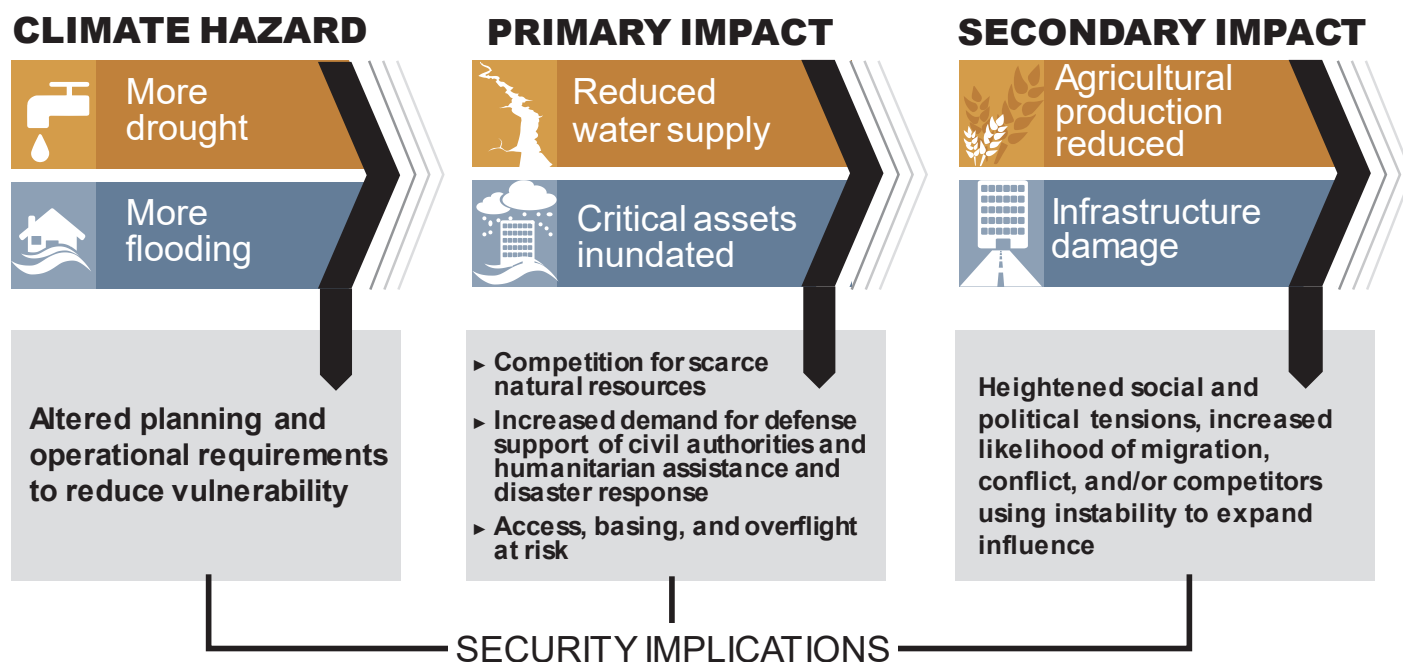 CLIMATE HAZARD
More
drought
More
flooding
Altered planning and
operational requirements
to reduce vulnerability
PRIMARY IMPACT
Reduced
water supply
Critical assets
inundated
► Competition for scarce
natural resources
► Increased demand for defense
support of civil authorities and
humanitarian assistance and
disaster response
► Access, basing, and overflight
at risk
SECONDARY IMPACT
Agricultural
production
reduced
Infrastructure
damage
Heightened social and
political tensions, increased
likelihood of migration,
conflict, and/or competitors
using instability to expand
influence
SECURITY IMPLICATIONS